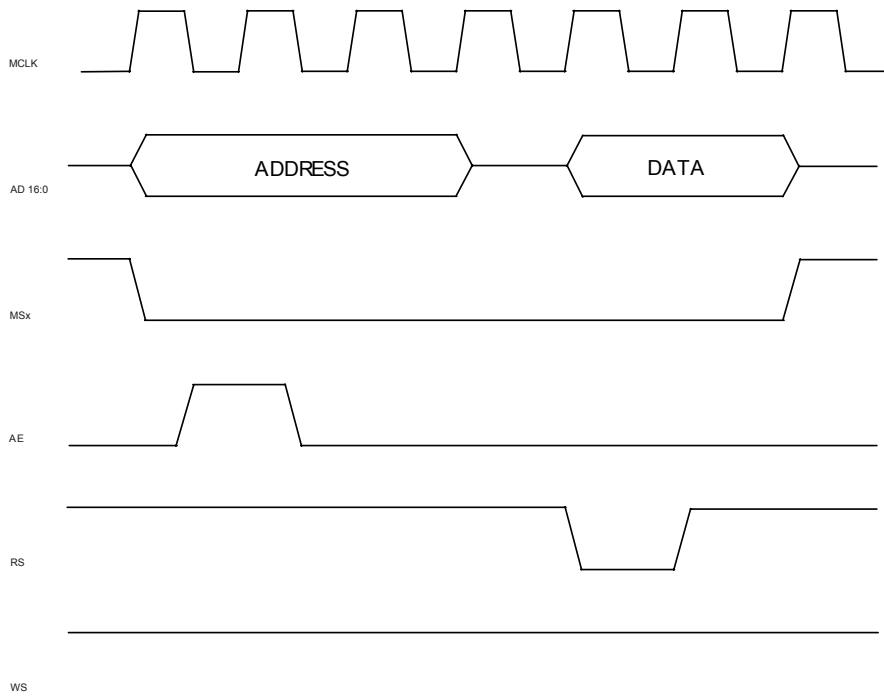 MCLK
AD 16:0
ADDRESS
DATA
MSx
AE
RS
WS